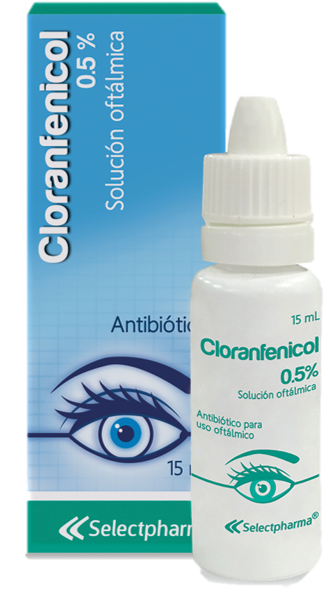 Cloranfenicol
0.5 %
Solución oftálmica
Antibiótic
15 m
Selectpharma
15 mL
Cloranfenicol
0.5%
Solución oftálmica
Antibiótico para
uso oftálmico
Selectpharma®